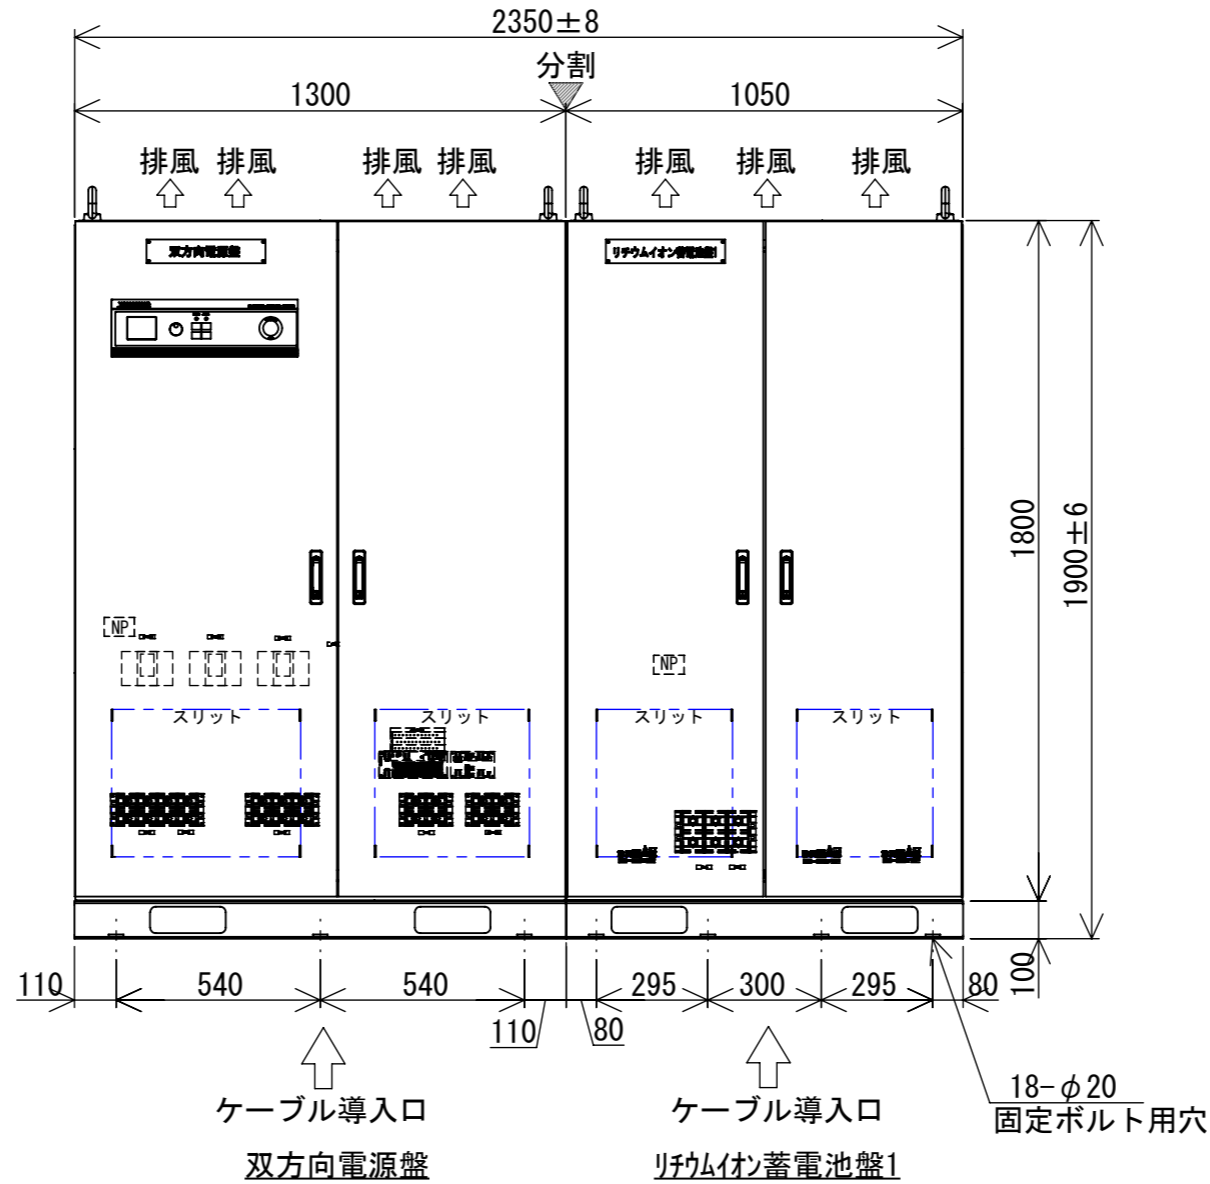 2350±8
分割
1300
1050
排風 排風 排風 排風 排風 排風 排風
双方向電源盤
リチウムイオン蓄電池盤1
1800
1900±6
NP
NP
スリット スリット スリット スリット
110 540 540 295 300 295 80 100
110 80
18-φ20
固定ボルト用穴
ケーブル導入口 ケーブル導入口
双方向電源盤 リチウムイオン蓄電池盤1